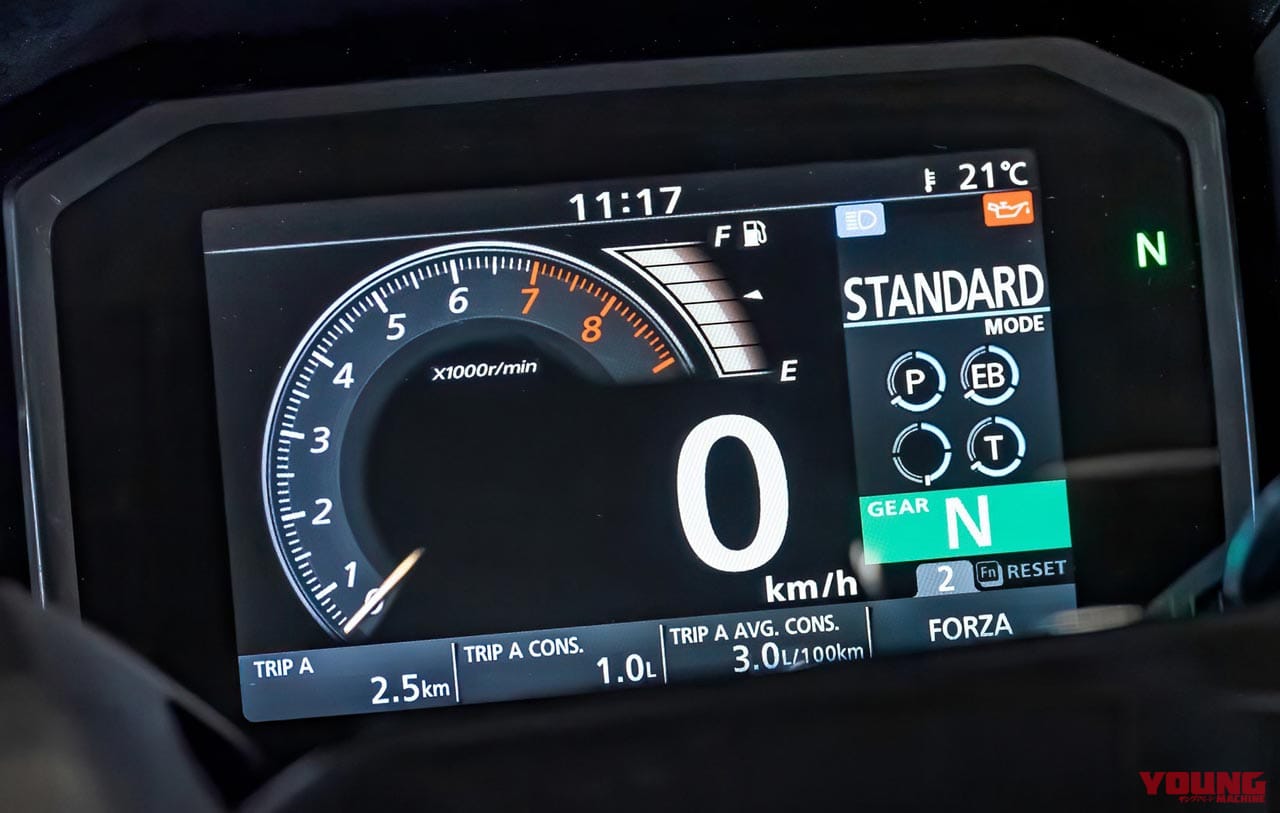 11:17
21℃
F
N
STANDARD
MODE
1 2 3 4 5 6 7 8
X1000r/min
E
P
EB
T
0
km/h
GEAR N
2 Fn RESET
TRIP A
2.5km
TRIP A CONS.
1.0L
TRIP A AVG. CONS.
3.0L/100km
FORZA
YOUNG
MACHINE